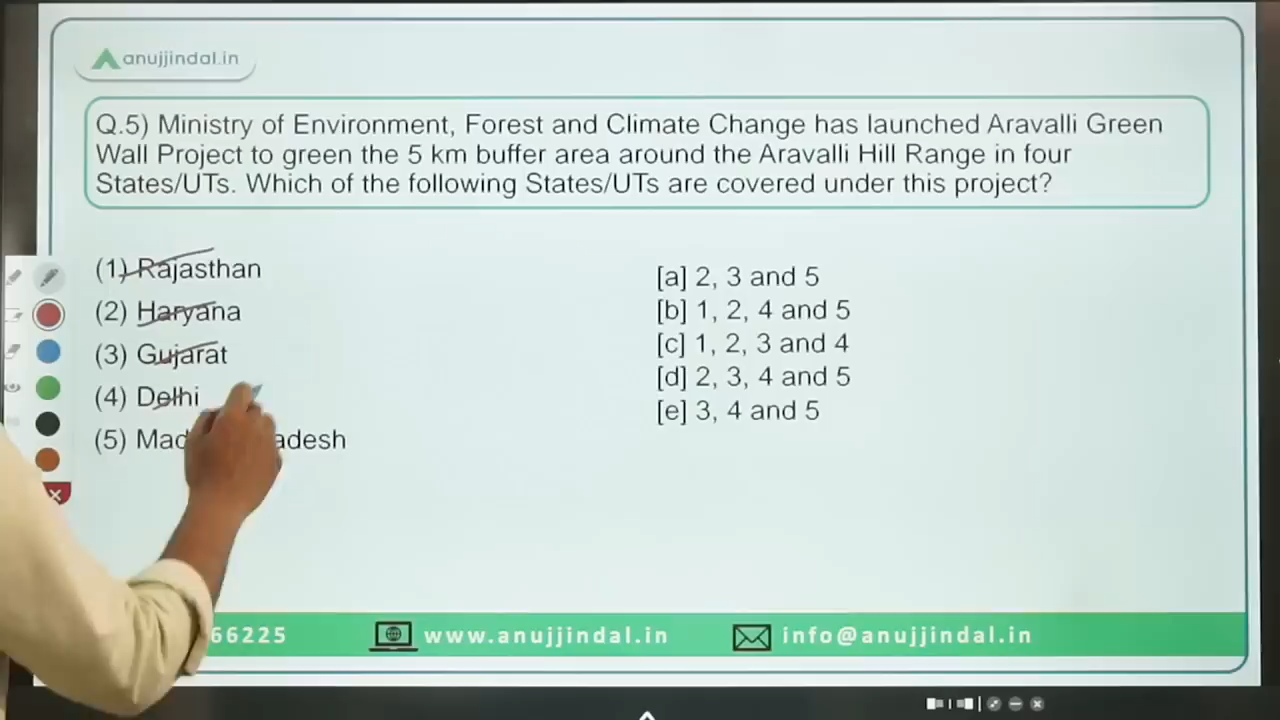 anujjindal.in
Q.5) Ministry of Environment, Forest and Climate Change has launched Aravalli Green
Wall Project to green the 5 km buffer area around the Aravalli Hill Range in four
States/UTs. Which of the following States/UTs are covered under this project?
(1) Rajasthan
(2) Haryana
(3) Gujarat
(4) Delhi
(5)
[a] 2, 3 and 5
[b] 1, 2, 4 and 5
[c] 1, 2, 3 and 4
[d] 2, 3, 4 and 5
[e] 3, 4 and 5
66225
www.anujjindal.in
info@anujjindal.in